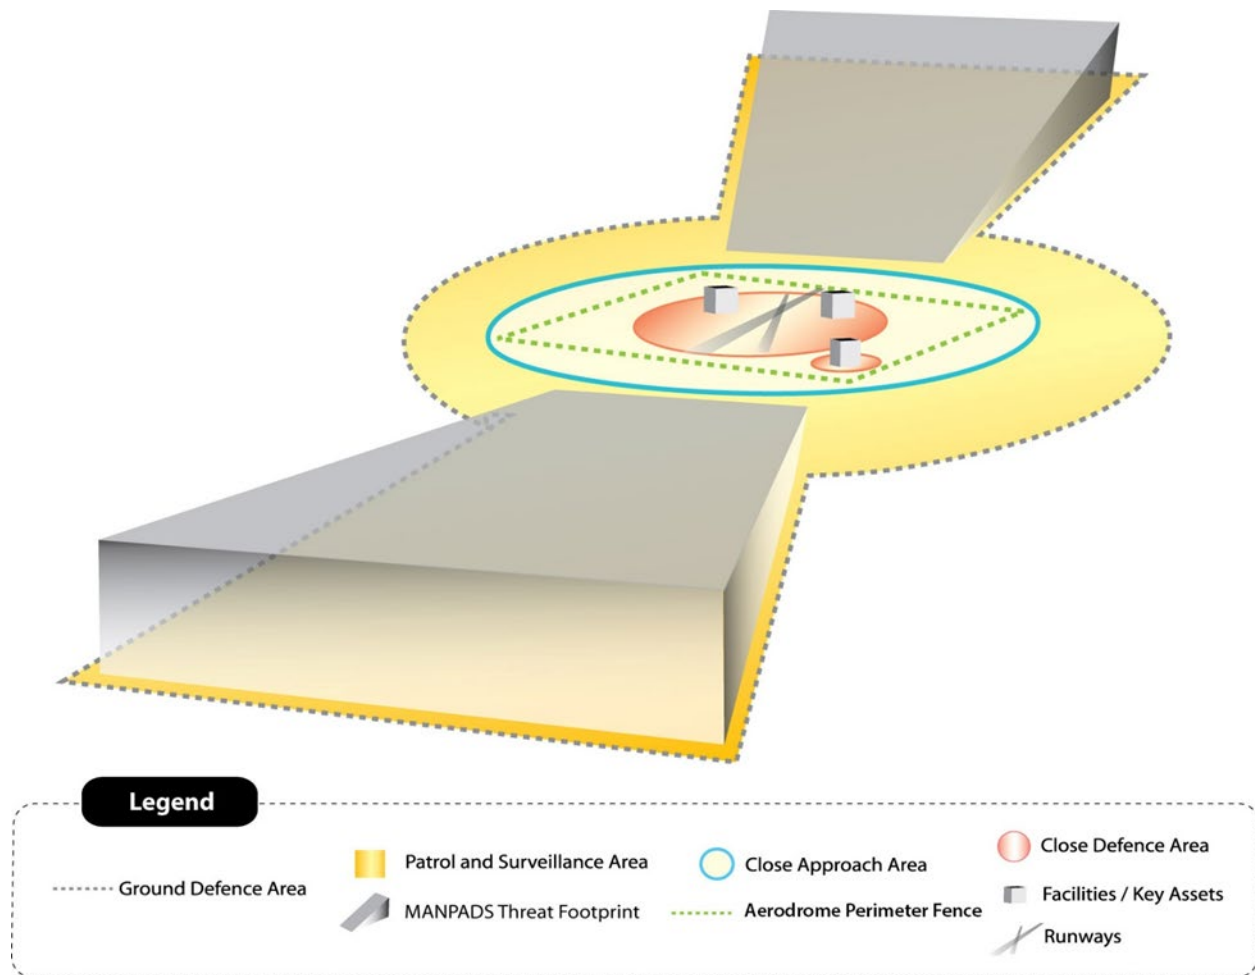 Legend
Ground Defence Area
Patrol and Surveillance Area
MANPADS Threat Footprint
Close Approach Area
Aerodrome Perimeter Fence
Close Defence Area
Facilities / Key Assets
Runways